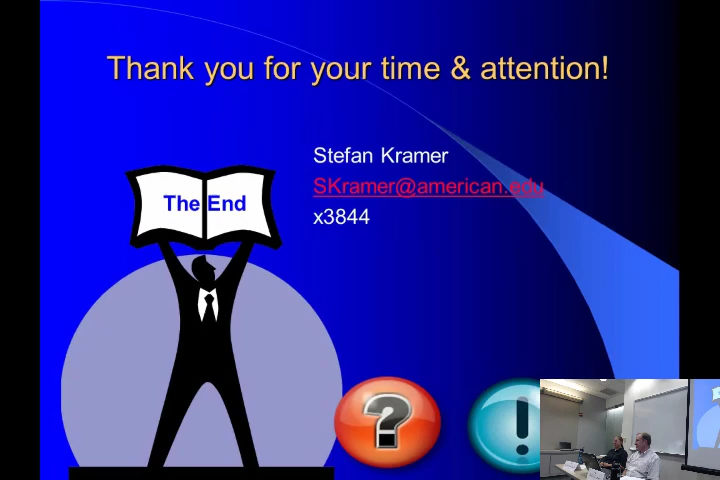 Thank you for your time & attention!
Stefan Kramer
SKramer@american.edu
x3844
The End
?
!